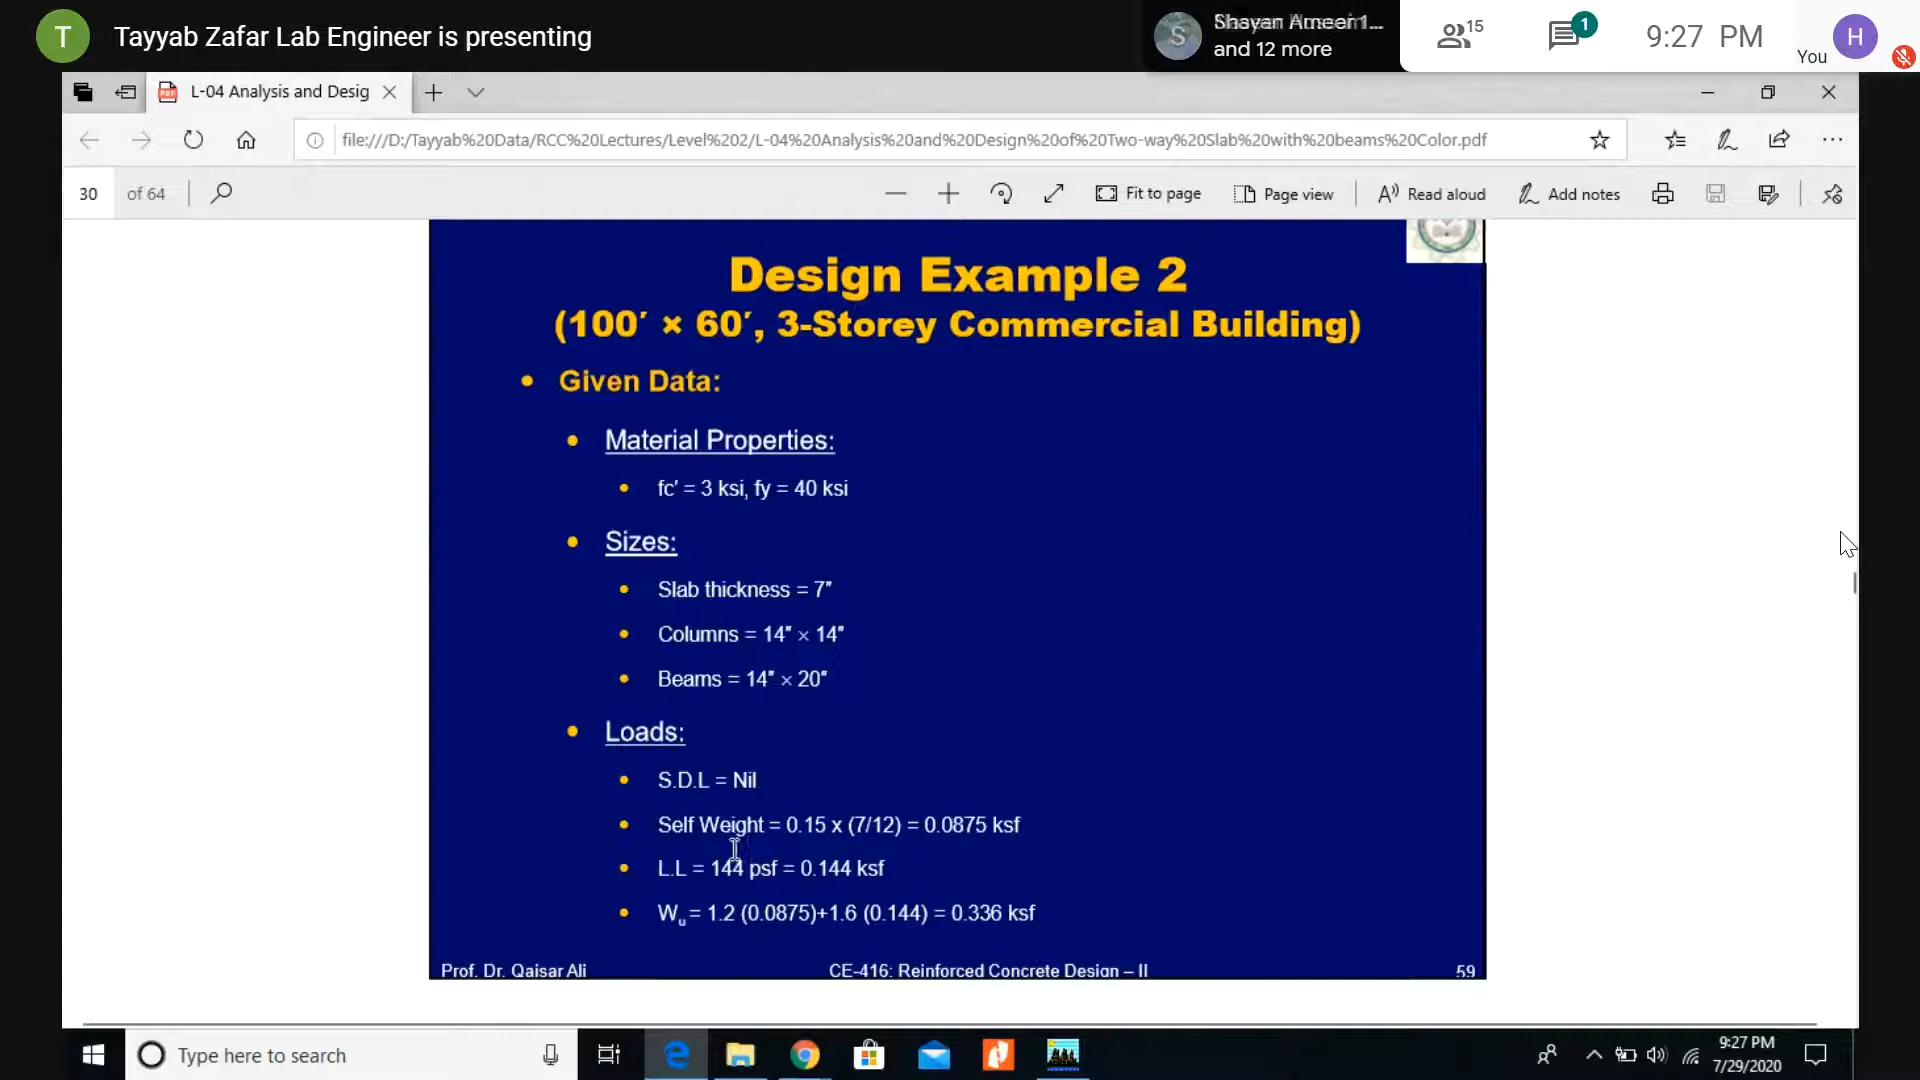 T
Tayyab Zafar Lab Engineer is presenting
S
and 12 more
15
1
9:27 PM
You
H
L-04 Analysis and Desig
file:///D:/Tayyab%20Data/RCC%20Lectures/Level%202/L-04%20Analysis%20and%20Design%20of%20Two-way%20Slab%20with%20beams%20Color.pdf
30 of 64
Fit to page
Page view
Read aloud
Add notes
Design Example 2
(100′ × 60′, 3-Storey Commercial Building)
• Given Data:
• Material Properties:
• fc′ = 3 ksi, fy = 40 ksi
• Sizes:
• Slab thickness = 7″
• Columns = 14″ × 14″
• Beams = 14″ × 20″
• Loads:
• S.D.L = Nil
• Self Weight = 0.15 x (7/12) = 0.0875 ksf
• L.L = 144 psf = 0.144 ksf
• Wu = 1.2 (0.0875)+1.6 (0.144) = 0.336 ksf
Prof. Dr. Qaisar Ali
CE-416: Reinforced Concrete Design – II
59
Type here to search
9:27 PM
7/29/2020